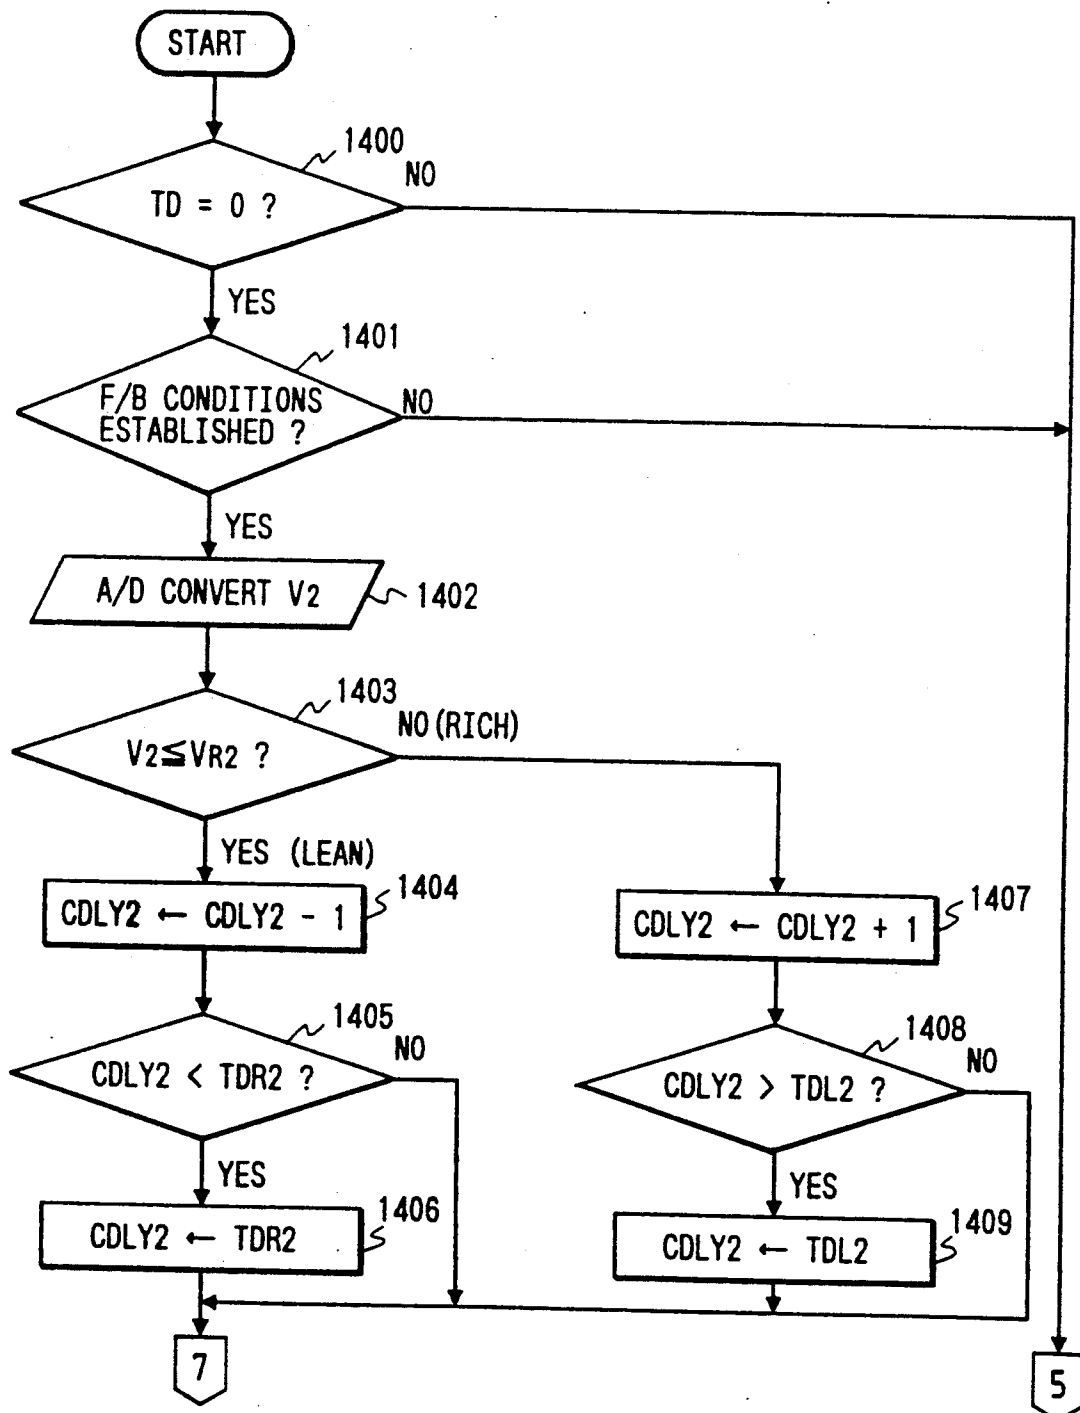 START
1400
NO
TD = 0 ?
YES
1401
F/B CONDITIONS
ESTABLISHED ?
NO
YES
A/D CONVERT V2
1402
1403
NO (RICH)
V2≦VR2 ?
YES (LEAN)
1404
CDLY2 ← CDLY2 - 1
1407
CDLY2 ← CDLY2 + 1
1405
NO
CDLY2 < TDR2 ?
1408
NO
CDLY2 > TDL2 ?
YES
YES
1406
CDLY2 ← TDR2
1409
CDLY2 ← TDL2
7
5